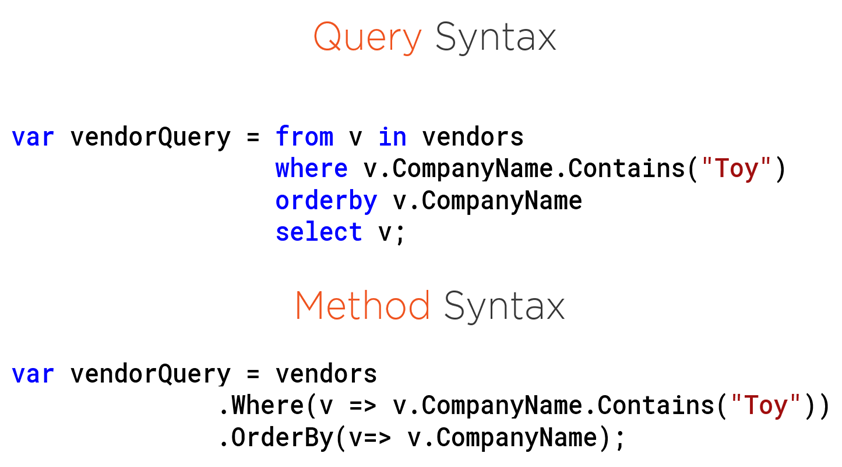 Query Syntax
var vendorQuery = from v in vendors
where v.CompanyName.Contains("Toy")
orderby v.CompanyName
select v;
Method Syntax
var vendorQuery = vendors
.Where(v => v.CompanyName.Contains("Toy"))
.OrderBy(v=> v.CompanyName);